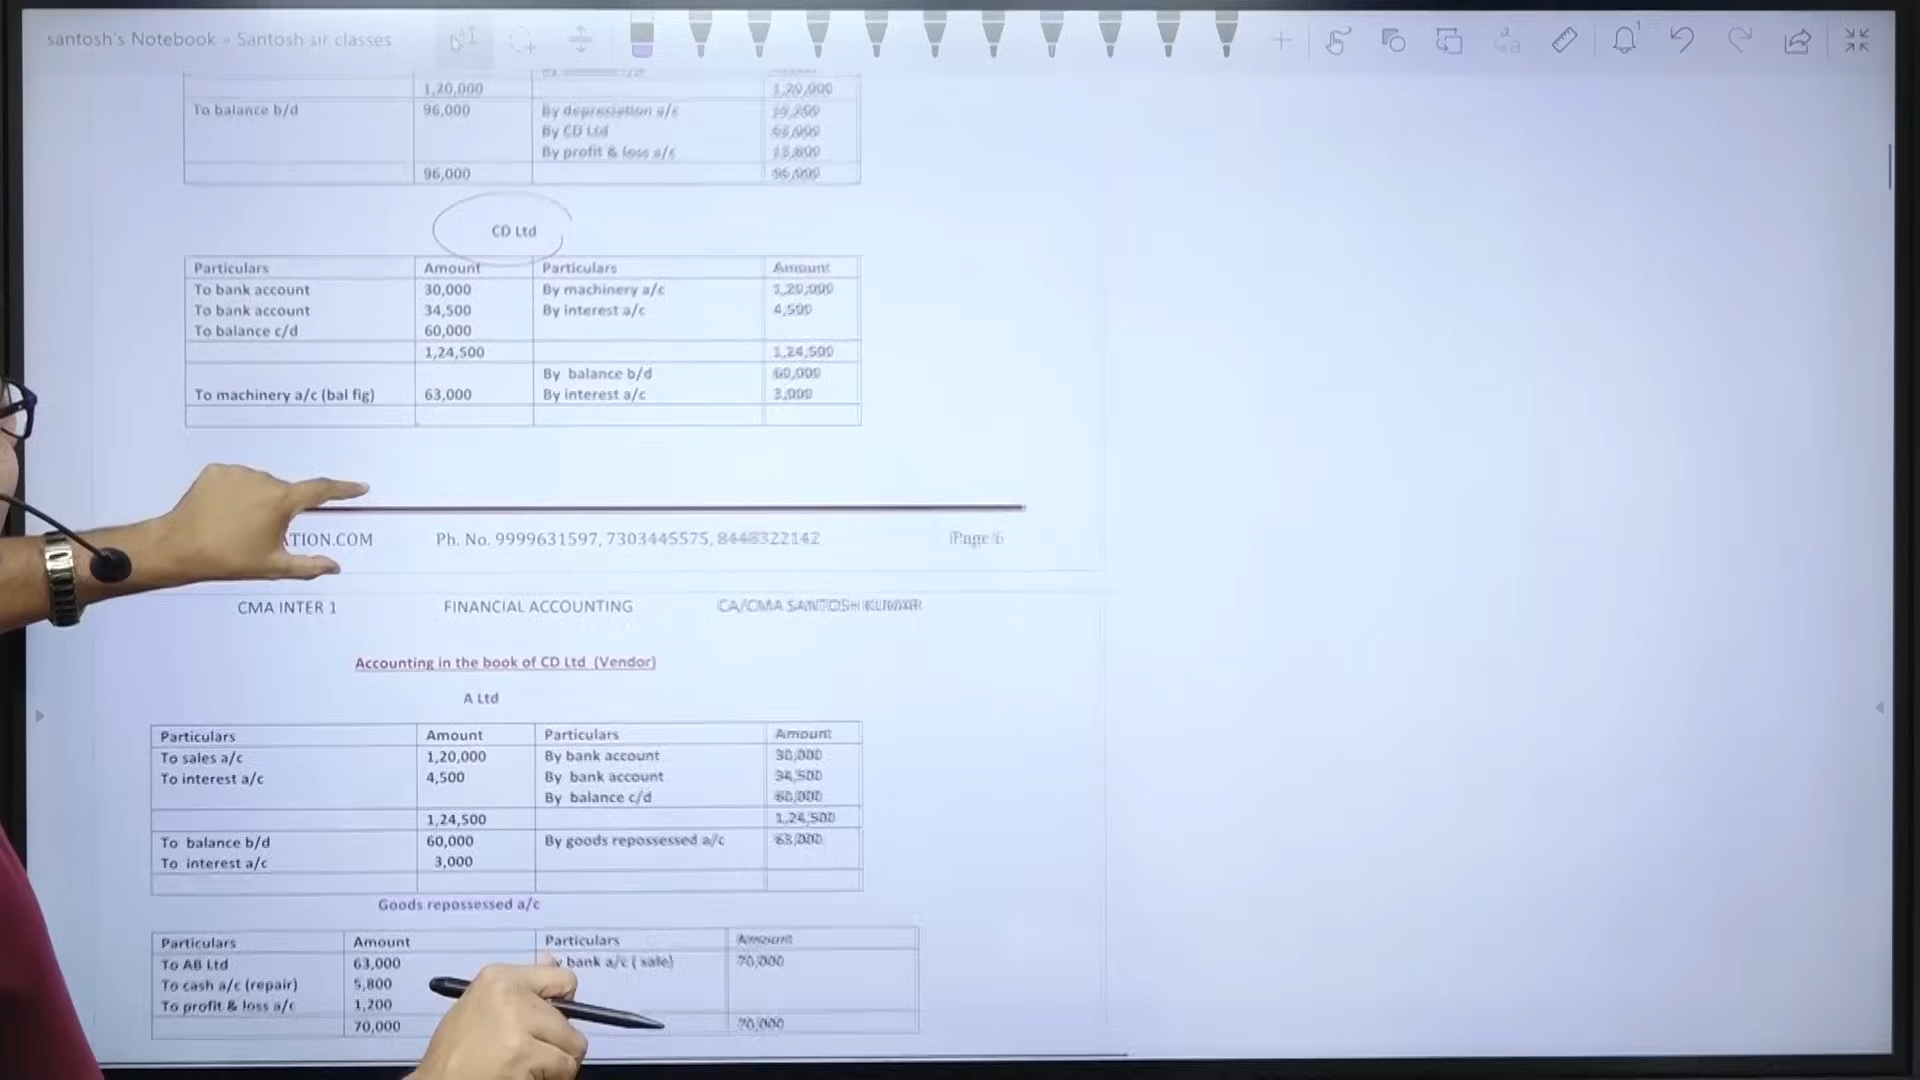 santosh's Notebook » Santosh sir classes
1,20,000 1,20,000
To balance b/d 96,000 By depreciation a/c 19,200
By CD Ltd 63,000
By profit & loss a/c 13,800
96,000 96,000
CD Ltd
Particulars Amount Particulars Amount
To bank account 30,000 By machinery a/c 1,20,000
To bank account 34,500 By interest a/c 4,500
To balance c/d 60,000
1,24,500 1,24,500
By balance b/d 60,000
To machinery a/c (bal fig) 63,000 By interest a/c 3,000
ATION.COM Ph. No. 9999631597, 7303445575, 8448322142 |Page 6
CMA INTER 1 FINANCIAL ACCOUNTING CA/CMA SANTOSH KUMAR
Accounting in the book of CD Ltd (Vendor)
A Ltd
Particulars Amount Particulars Amount
To sales a/c 1,20,000 By bank account 30,000
To interest a/c 4,500 By bank account 34,500
By balance c/d 60,000
1,24,500 1,24,500
To balance b/d 60,000 By goods repossessed a/c 63,000
To interest a/c 3,000
Goods repossessed a/c
Particulars Amount Particulars Amount
To AB Ltd 63,000 bank a/c ( sale) 70,000
To cash a/c (repair) 5,800
To profit & loss a/c 1,200
70,000 70,000